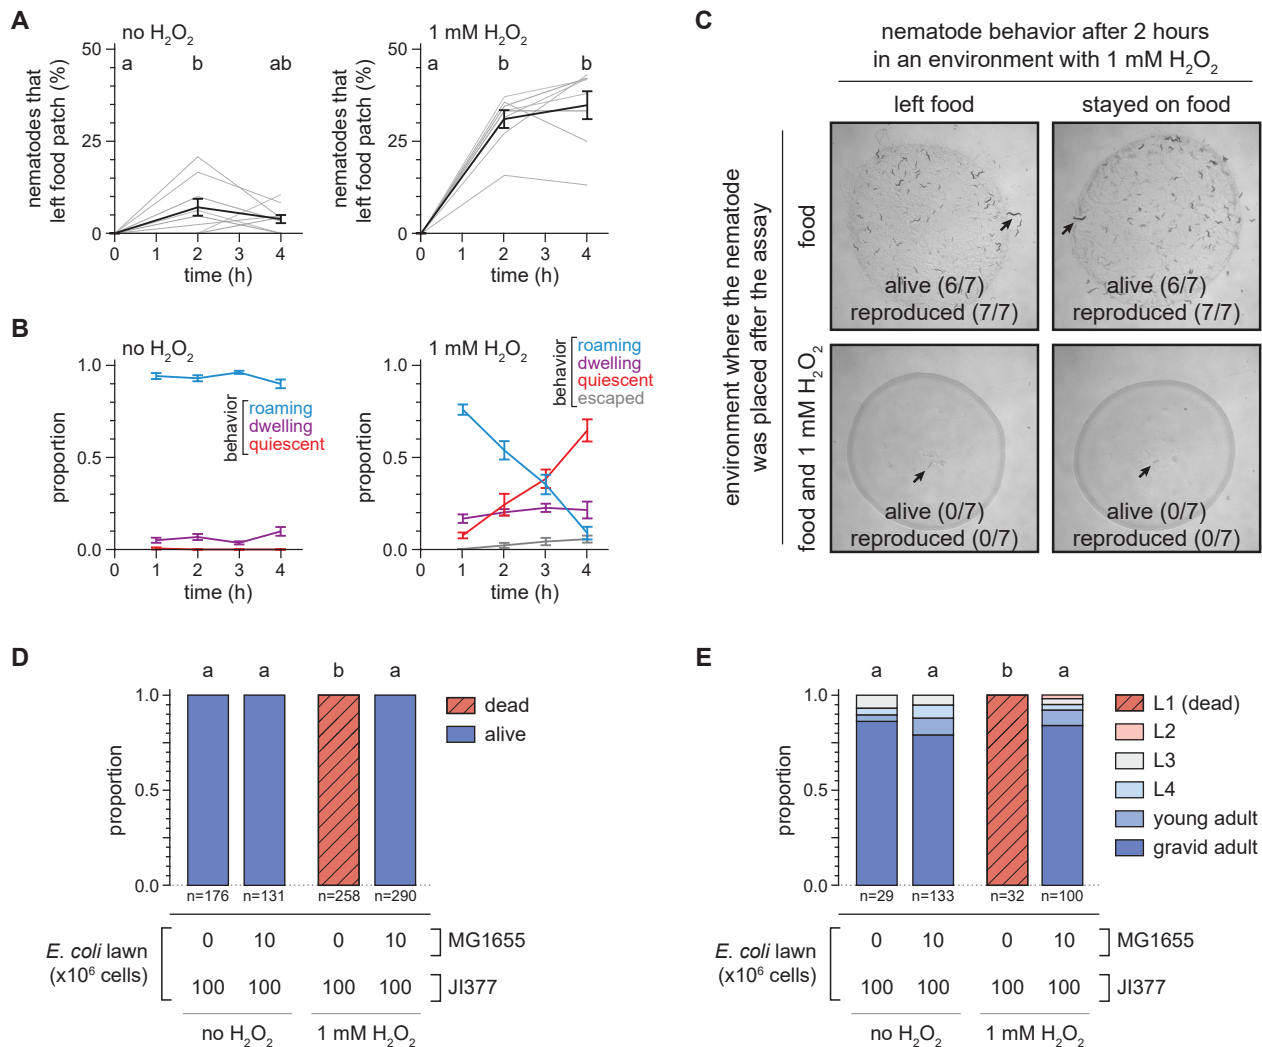 A
no H₂O₂
nematodes that
left food patch (%)
50
25
0
a
b
ab
0 1 2 3 4
time (h)
1 mM H₂O₂
nematodes that
left food patch (%)
50
25
0
a
b
b
0 1 2 3 4
time (h)
B
no H₂O₂
proportion
1.0
0.5
0.0
behavior
roaming
dwelling
quiescent
0 1 2 3 4
time (h)
1 mM H₂O₂
proportion
1.0
0.5
0.0
behavior
roaming
dwelling
quiescent
escaped
0 1 2 3 4
time (h)
C
nematode behavior after 2 hours
in an environment with 1 mM H₂O₂
left food
stayed on food
environment where the nematode
was placed after the assay
food
alive (6/7)
reproduced (7/7)
alive (6/7)
reproduced (7/7)
food and 1 mM H₂O₂
alive (0/7)
reproduced (0/7)
alive (0/7)
reproduced (0/7)
D
a a b a
proportion
1.0
0.5
0.0
dead
alive
n=176 n=131 n=258 n=290
E. coli lawn
(x10⁶ cells)
0 10 0 10 MG1655
100 100 100 100 JI377
no H₂O₂ 1 mM H₂O₂
E
a a b a
proportion
1.0
0.5
0.0
L1 (dead)
L2
L3
L4
young adult
gravid adult
n=29 n=133 n=32 n=100
E. coli lawn
(x10⁶ cells)
0 10 0 10 MG1655
100 100 100 100 JI377
no H₂O₂ 1 mM H₂O₂